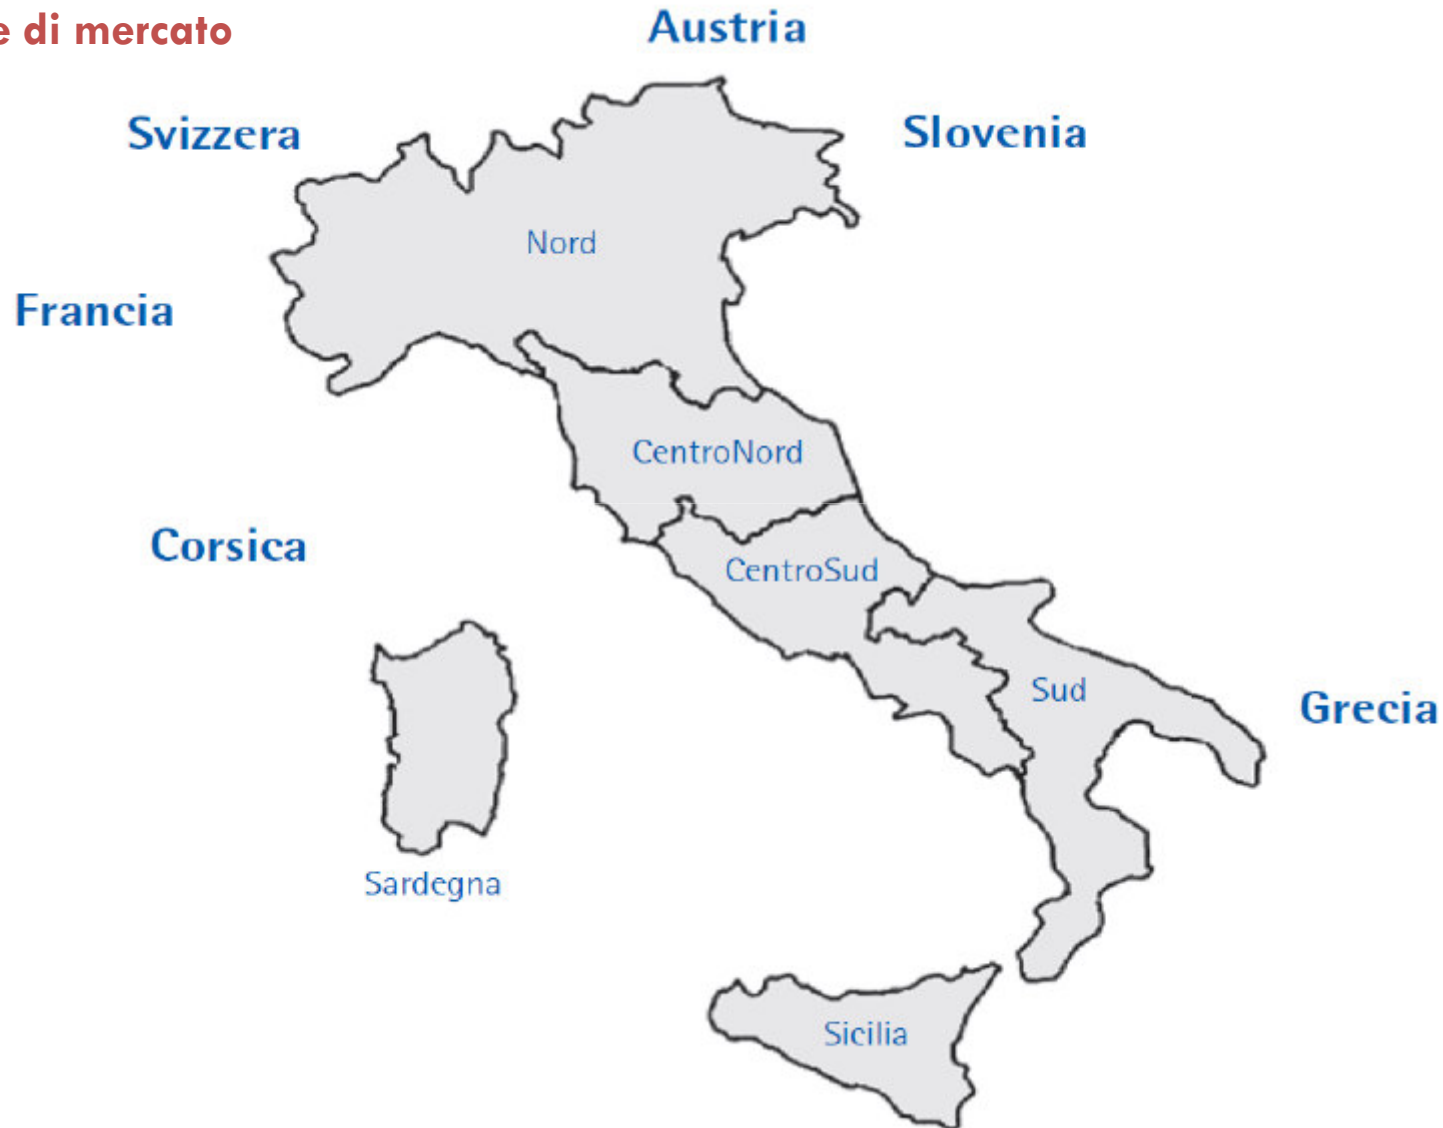 e di mercato
Austria
Svizzera
Slovenia
Nord
Francia
CentroNord
Corsica
CentroSud
Sud
Grecia
Sardegna
Sicilia